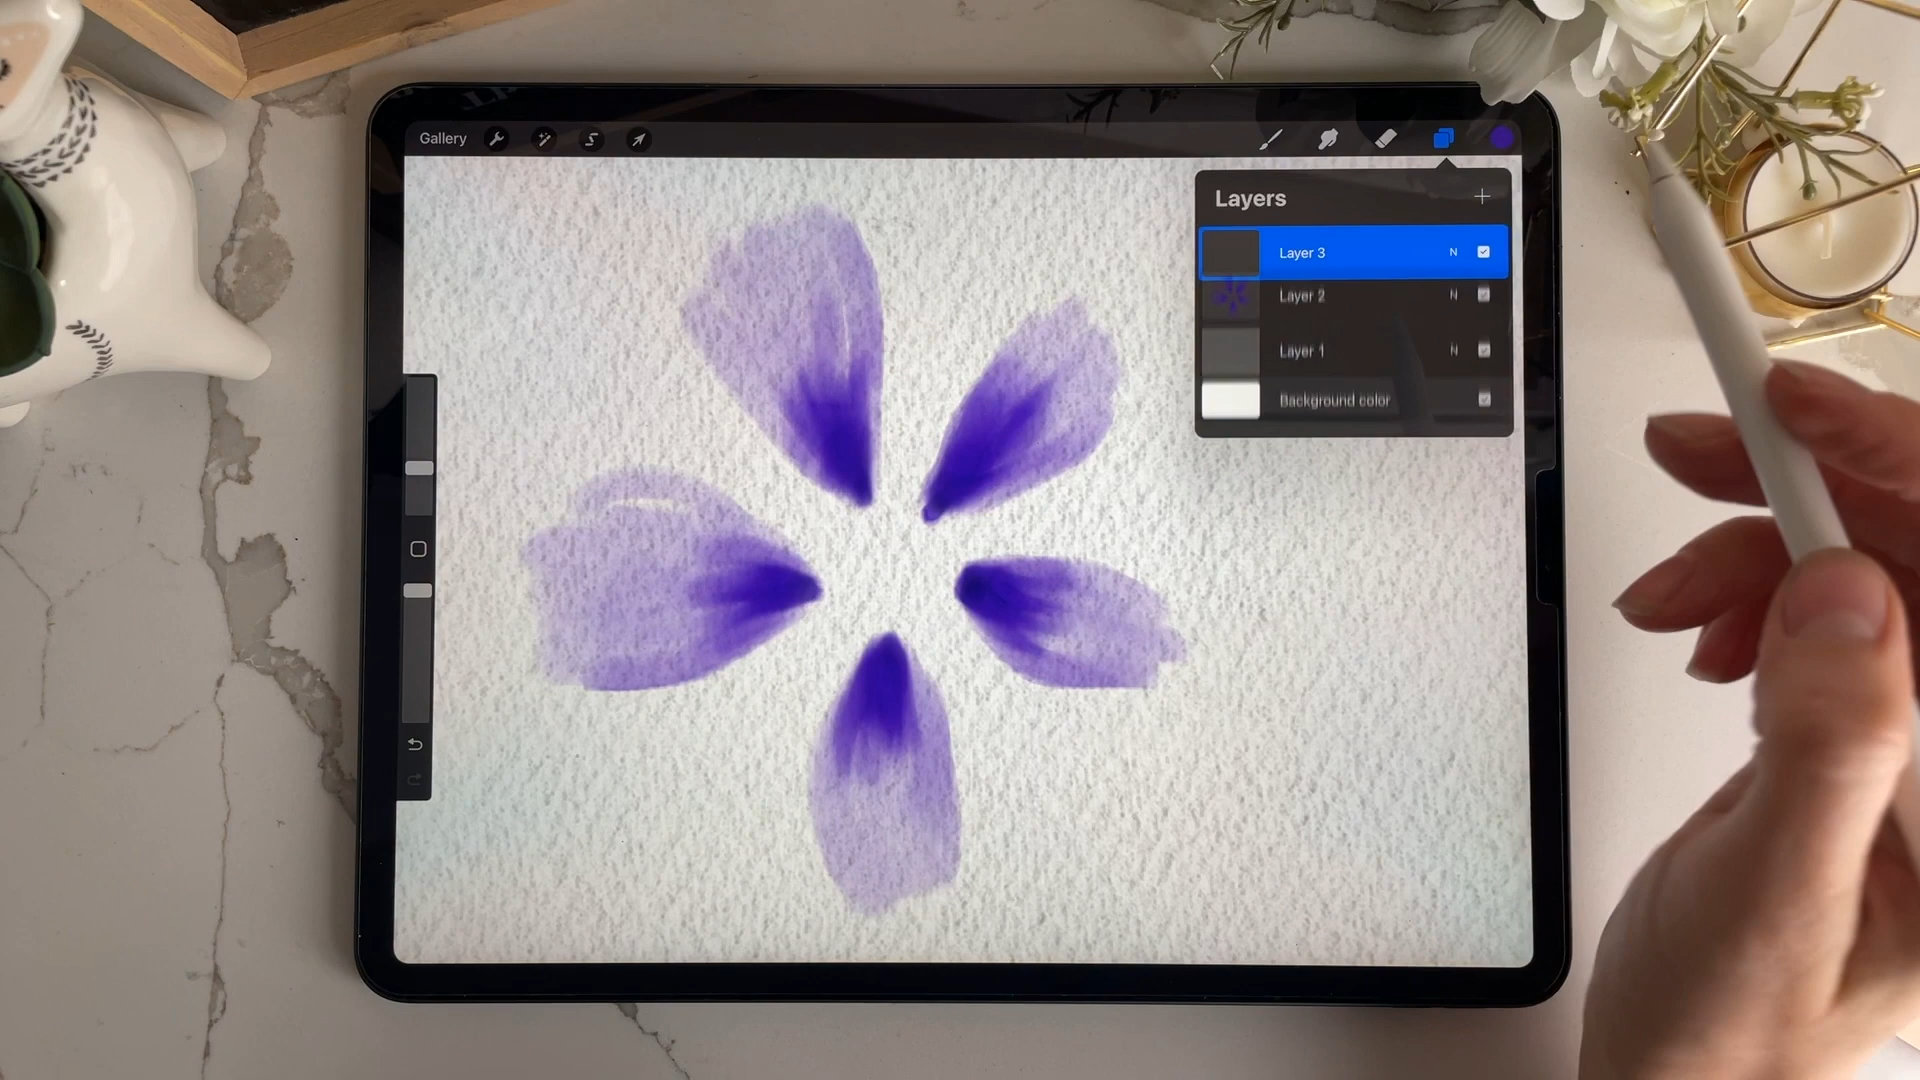 Gallery
Layers
Layer 3 N
Layer 2 N
Layer 1 N
Background color